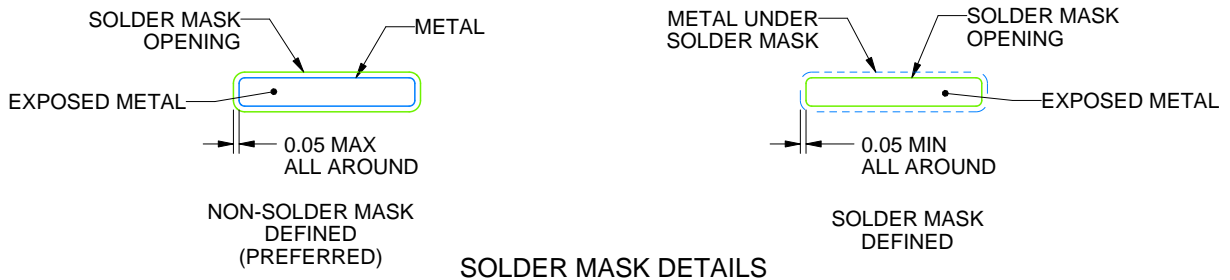 SOLDER MASK
OPENING
METAL
EXPOSED METAL
0.05 MAX
ALL AROUND
NON-SOLDER MASK
DEFINED
(PREFERRED)
METAL UNDER
SOLDER MASK
SOLDER MASK
OPENING
EXPOSED METAL
0.05 MIN
ALL AROUND
SOLDER MASK
DEFINED
SOLDER MASK DETAILS